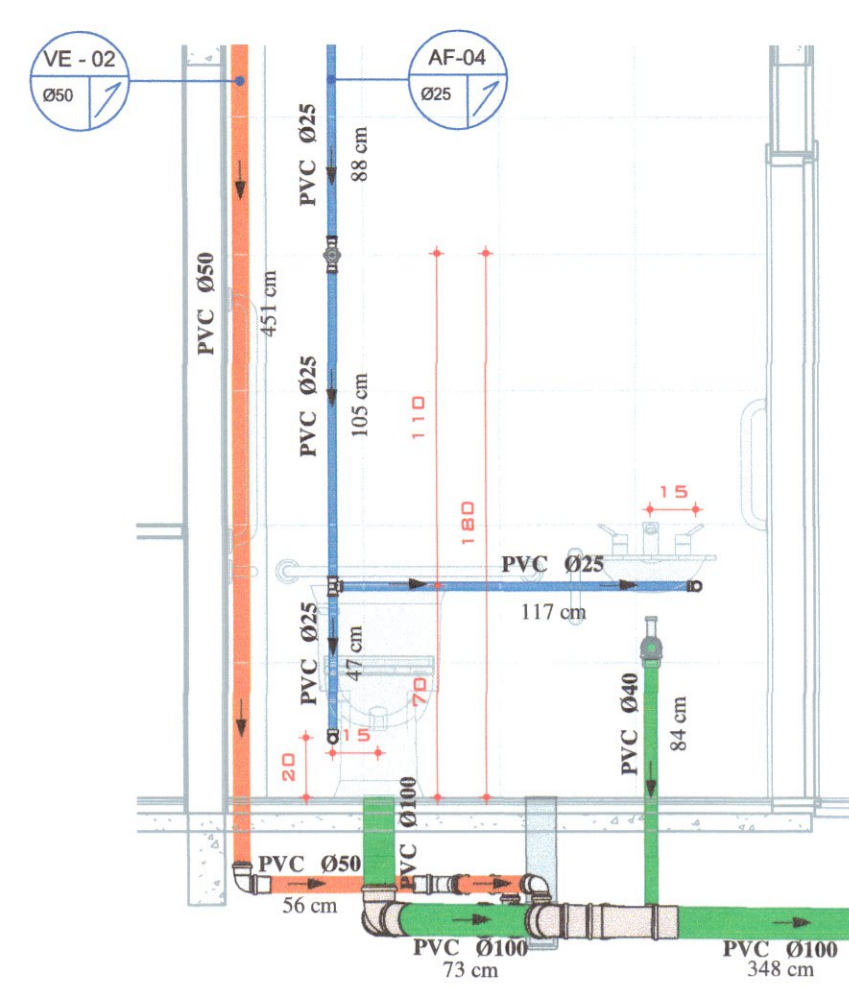 VE - 02
Ø50
AF-04
Ø25
PVC Ø25
88 cm
PVC Ø50
451 cm
PVC Ø25
105 cm
110
180
15
PVC Ø25
117 cm
PVC Ø25
47 cm
70
15
20
PVC Ø40
84 cm
PVC Ø100
PVC Ø50
56 cm
PVC Ø100
73 cm
PVC Ø100
348 cm